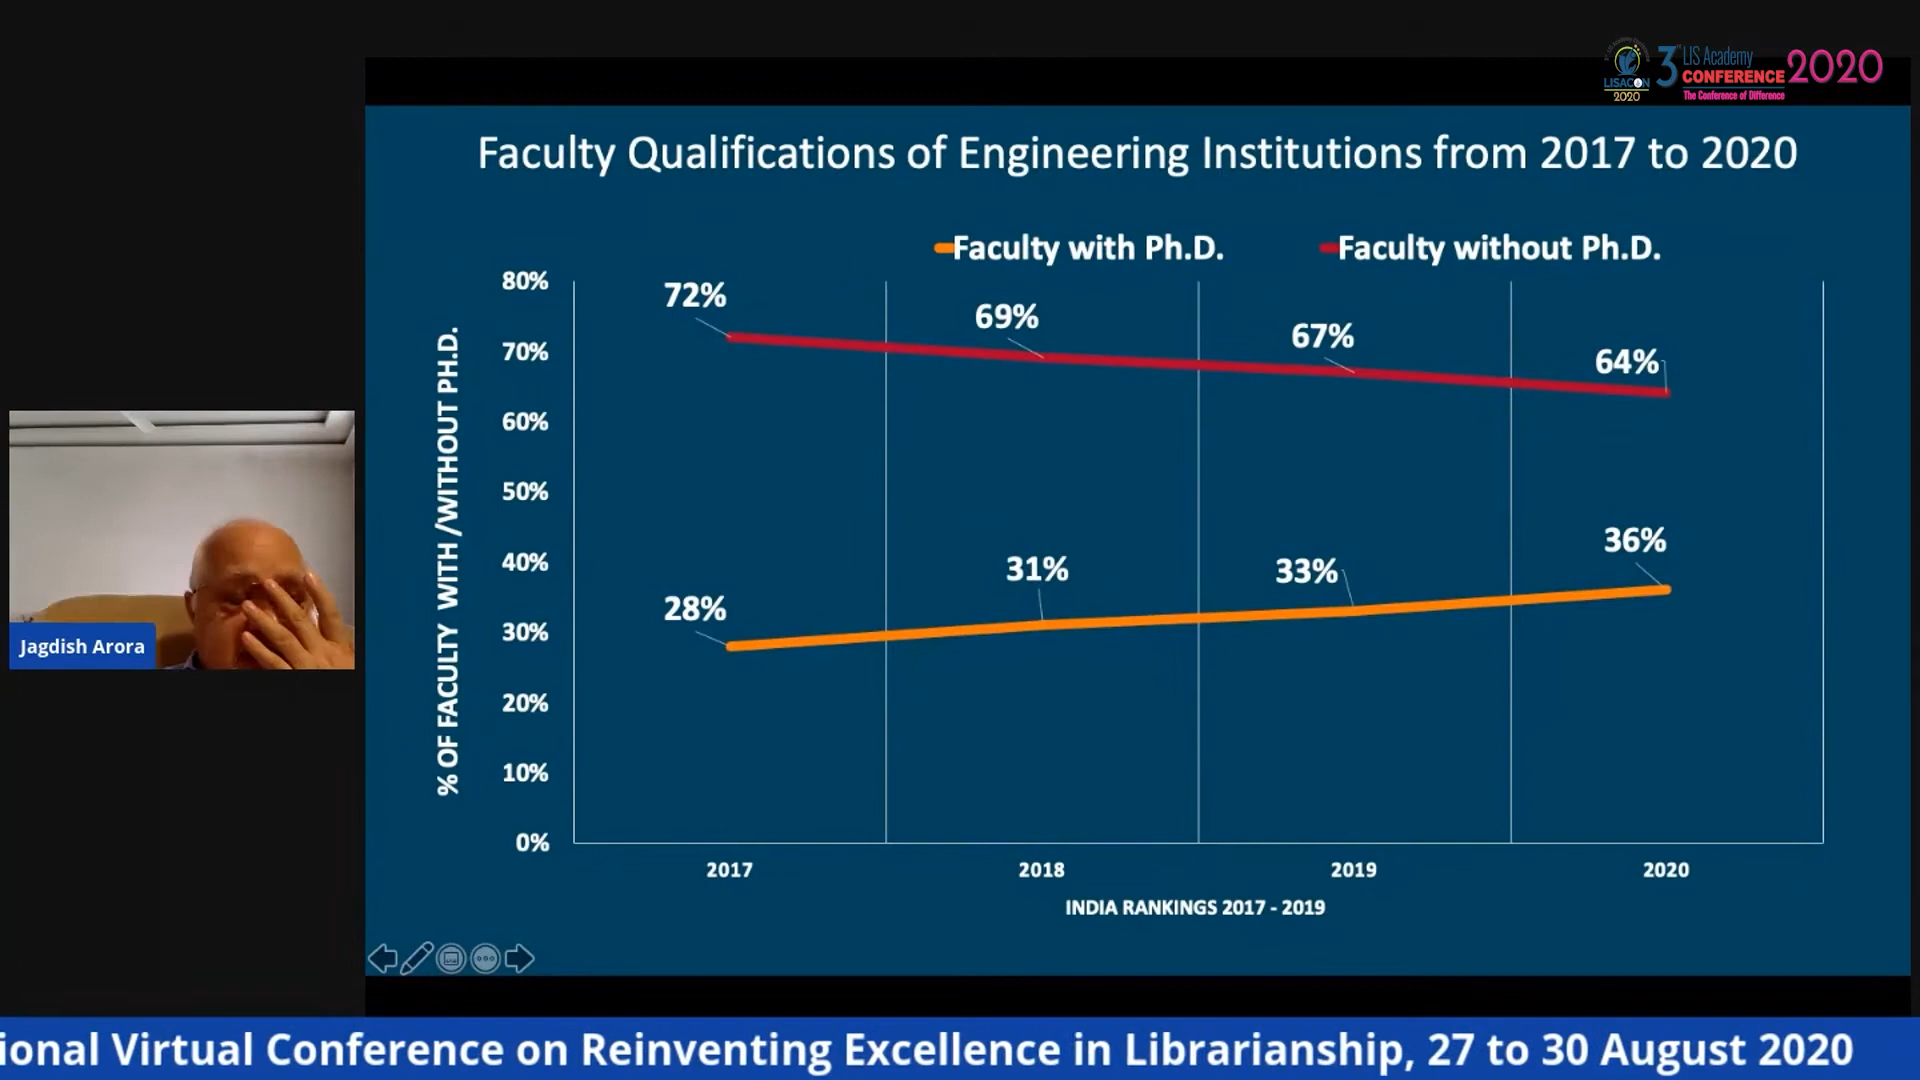 LISACON
2020
3rd LIS Academy
CONFERENCE 2020
The Conference of Difference
Faculty Qualifications of Engineering Institutions from 2017 to 2020
Faculty with Ph.D. Faculty without Ph.D.
% OF FACULTY WITH /WITHOUT PH.D.
80%
70%
60%
50%
40%
30%
20%
10%
0%
72% 69% 67% 64%
28% 31% 33% 36%
2017 2018 2019 2020
INDIA RANKINGS 2017 - 2019
Jagdish Arora
ional Virtual Conference on Reinventing Excellence in Librarianship, 27 to 30 August 2020